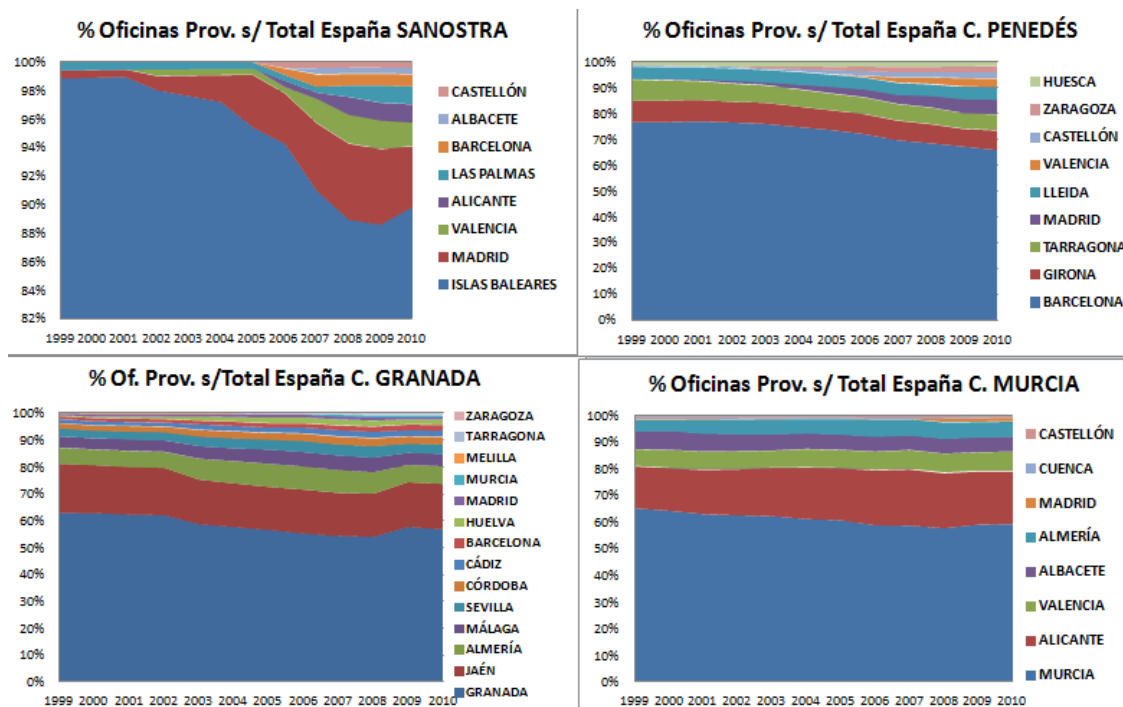 % Oficinas Prov. s/ Total España SANOSTRA
100%
98%
96%
94%
92%
90%
88%
86%
84%
82%
1999 2000 2001 2002 2003 2004 2005 2006 2007 2008 2009 2010
CASTELLÓN
ALBACETE
BARCELONA
LAS PALMAS
ALICANTE
VALENCIA
MADRID
ISLAS BALEARES
% Oficinas Prov. s/ Total España C. PENEDÉS
100%
90%
80%
70%
60%
50%
40%
30%
20%
10%
0%
1999 2000 2001 2002 2003 2004 2005 2006 2007 2008 2009 2010
HUESCA
ZARAGOZA
CASTELLÓN
VALENCIA
LLEIDA
MADRID
TARRAGONA
GIRONA
BARCELONA
% Of. Prov. s/Total España C. GRANADA
100%
90%
80%
70%
60%
50%
40%
30%
20%
10%
0%
1999 2000 2001 2002 2003 2004 2005 2006 2007 2008 2009 2010
ZARAGOZA
TARRAGONA
MELILLA
MURCIA
MADRID
HUELVA
BARCELONA
CÁDIZ
CÓRDOBA
SEVILLA
MÁLAGA
ALMERÍA
JAÉN
GRANADA
% Oficinas Prov. s/ Total España C. MURCIA
100%
90%
80%
70%
60%
50%
40%
30%
20%
10%
0%
1999 2000 2001 2002 2003 2004 2005 2006 2007 2008 2009 2010
CASTELLÓN
CUENCA
MADRID
ALMERÍA
ALBACETE
VALENCIA
ALICANTE
MURCIA